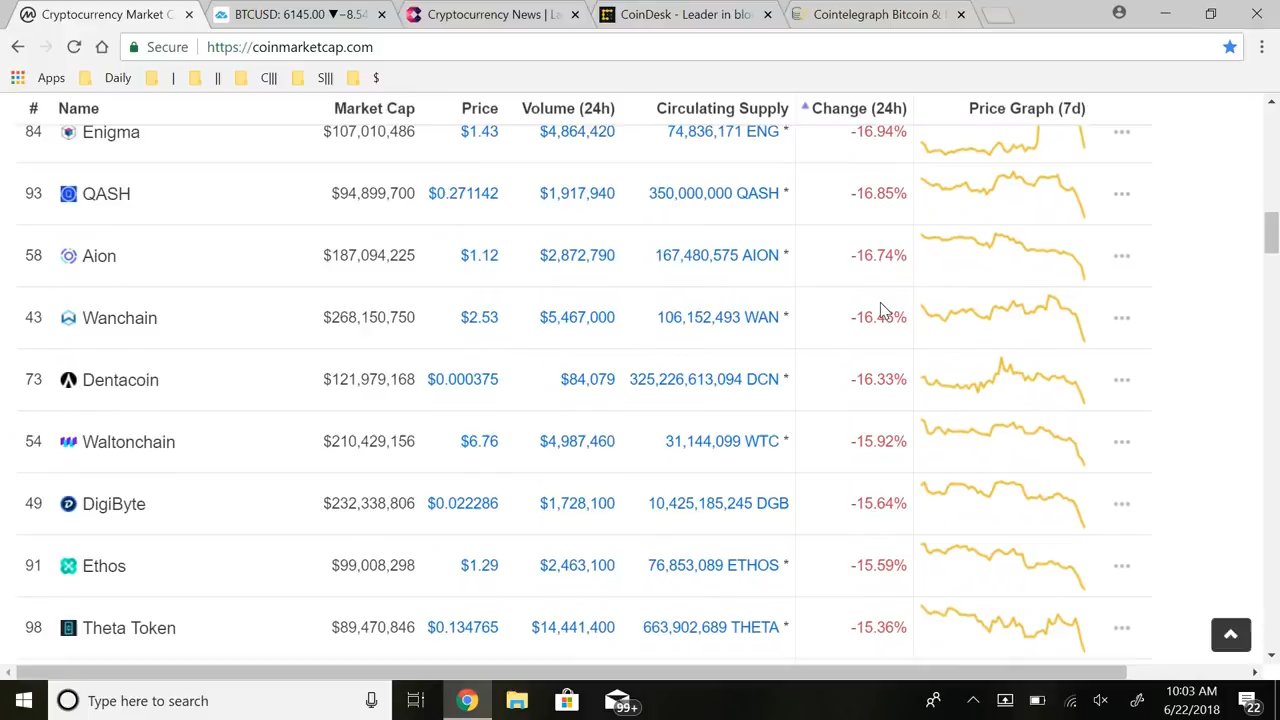 Cryptocurrency Market C
BTCUSD: 6145.00 ▼ 8.54
Cryptocurrency News | La
CoinDesk - Leader in blo
Cointelegraph Bitcoin &
Secure https://coinmarketcap.com
Apps Daily | || C||| S||| $
# Name Market Cap Price Volume (24h) Circulating Supply Change (24h) Price Graph (7d)
84 Enigma $107,010,486 $1.43 $4,864,420 74,836,171 ENG * -16.94%
93 QASH $94,899,700 $0.271142 $1,917,940 350,000,000 QASH * -16.85%
58 Aion $187,094,225 $1.12 $2,872,790 167,480,575 AION * -16.74%
43 Wanchain $268,150,750 $2.53 $5,467,000 106,152,493 WAN *
73 Dentacoin $121,979,168 $0.000375 $84,079 325,226,613,094 DCN * -16.33%
54 Waltonchain $210,429,156 $6.76 $4,987,460 31,144,099 WTC * -15.92%
49 DigiByte $232,338,806 $0.022286 $1,728,100 10,425,185,245 DGB -15.64%
91 Ethos $99,008,298 $1.29 $2,463,100 76,853,089 ETHOS * -15.59%
98 Theta Token $89,470,846 $0.134765 $14,441,400 663,902,689 THETA * -15.36%
Type here to search
99+
10:03 AM
6/22/2018
22